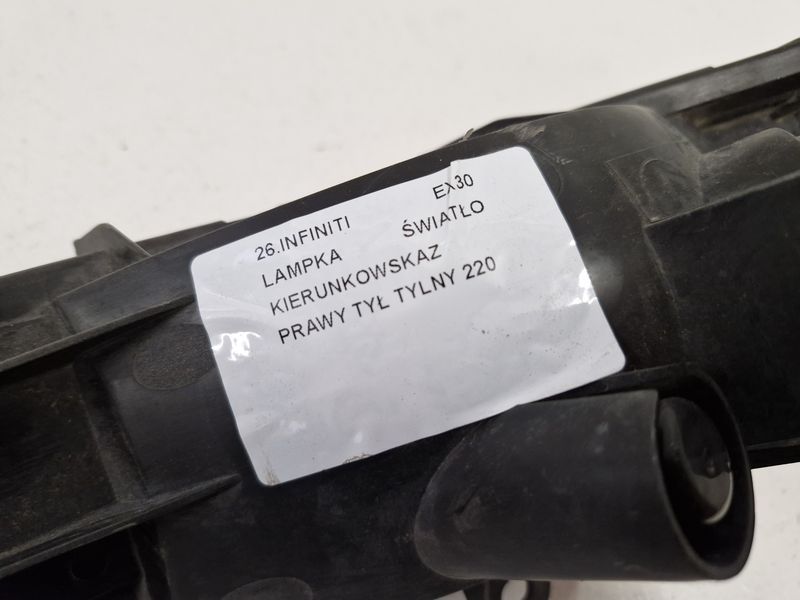 26.INFINITI EX30
LAMPKA ŚWIATŁO
KIERUNKOWSKAZ
PRAWY TYŁ TYLNY 220